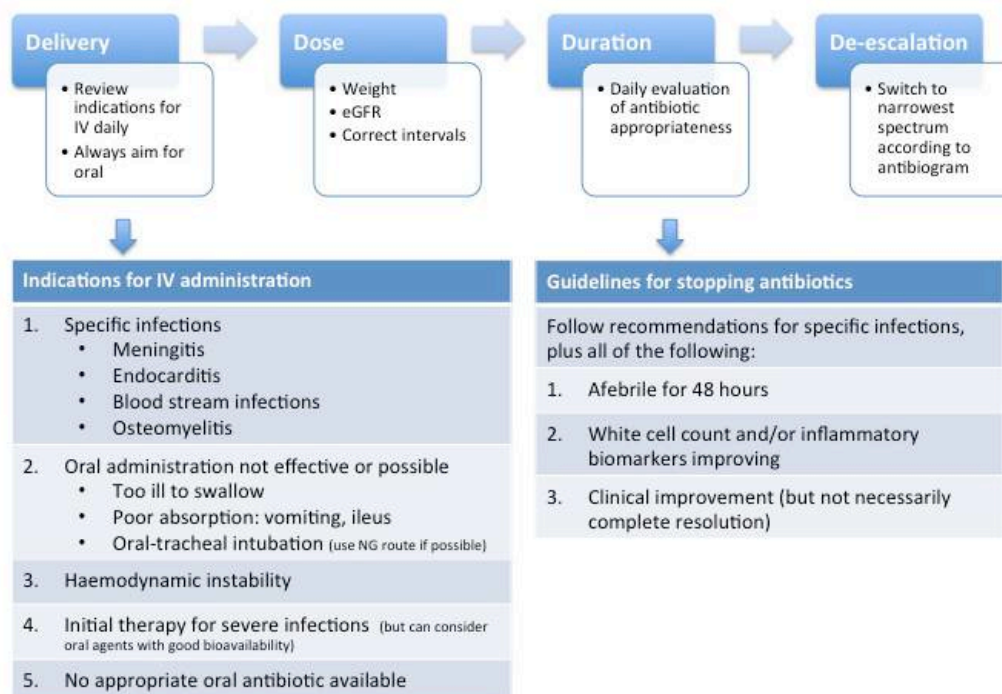 Delivery
• Review
indications for
IV daily
• Always aim for
oral
Dose
• Weight
• eGFR
• Correct intervals
Duration
• Daily evaluation
of antibiotic
appropriateness
De-escalation
• Switch to
narrowest
spectrum
according to
antibiogram
Indications for IV administration
1. Specific infections
• Meningitis
• Endocarditis
• Blood stream infections
• Osteomyelitis
2. Oral administration not effective or possible
• Too ill to swallow
• Poor absorption: vomiting, ileus
• Oral-tracheal intubation (use NG route if possible)
3. Haemodynamic instability
4. Initial therapy for severe infections (but can consider
oral agents with good bioavailability)
5. No appropriate oral antibiotic available
Guidelines for stopping antibiotics
Follow recommendations for specific infections,
plus all of the following:
1. Afebrile for 48 hours
2. White cell count and/or inflammatory
biomarkers improving
3. Clinical improvement (but not necessarily
complete resolution)